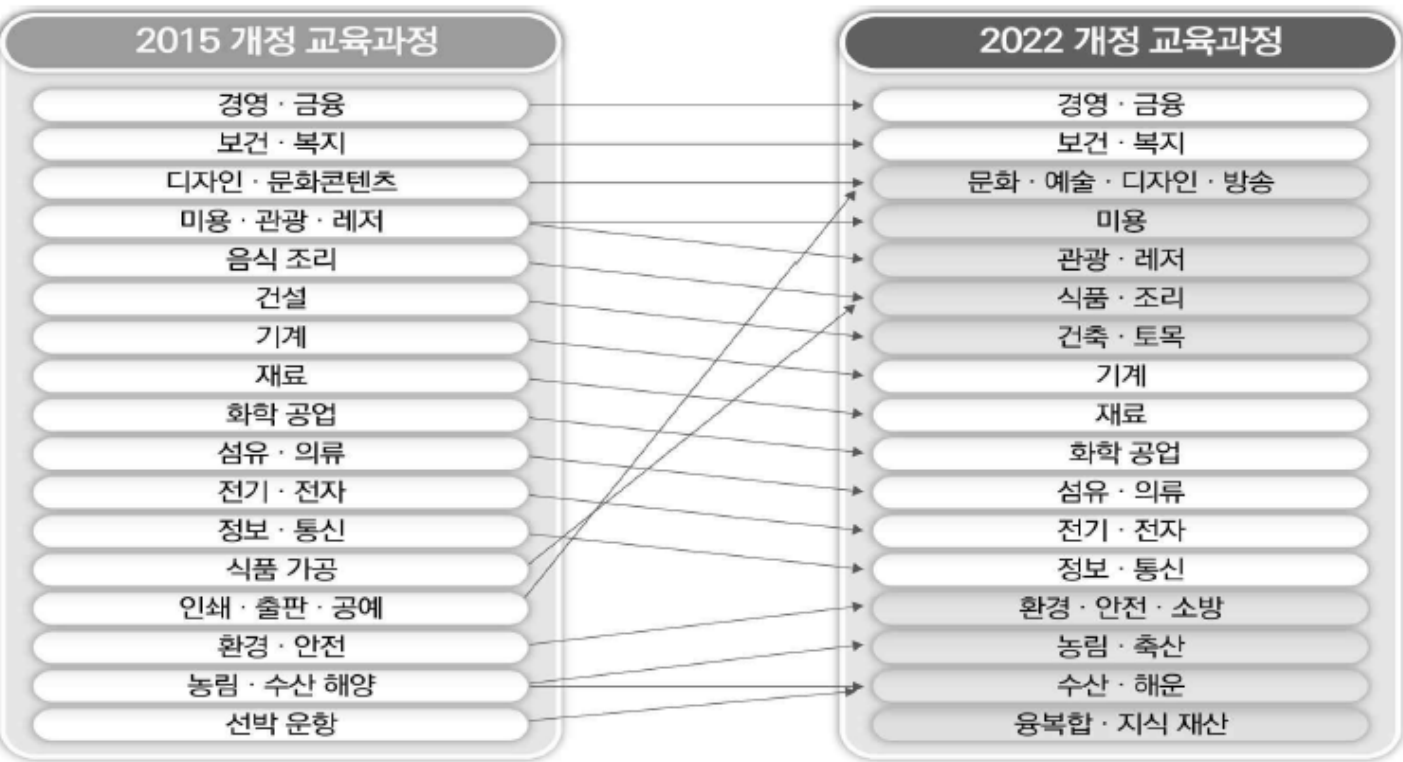 2015 개정 교육과정
경영 · 금융
보건 · 복지
디자인 · 문화콘텐츠
미용 · 관광 · 레저
음식 조리
건설
기계
재료
화학 공업
섬유 · 의류
전기 · 전자
정보 · 통신
식품 가공
인쇄 · 출판 · 공예
환경 · 안전
농림 · 수산 해양
선박 운항
2022 개정 교육과정
경영 · 금융
보건 · 복지
문화 · 예술 · 디자인 · 방송
미용
관광 · 레저
식품 · 조리
건축 · 토목
기계
재료
화학 공업
섬유 · 의류
전기 · 전자
정보 · 통신
환경 · 안전 · 소방
농림 · 축산
수산 · 해운
융복합 · 지식 재산